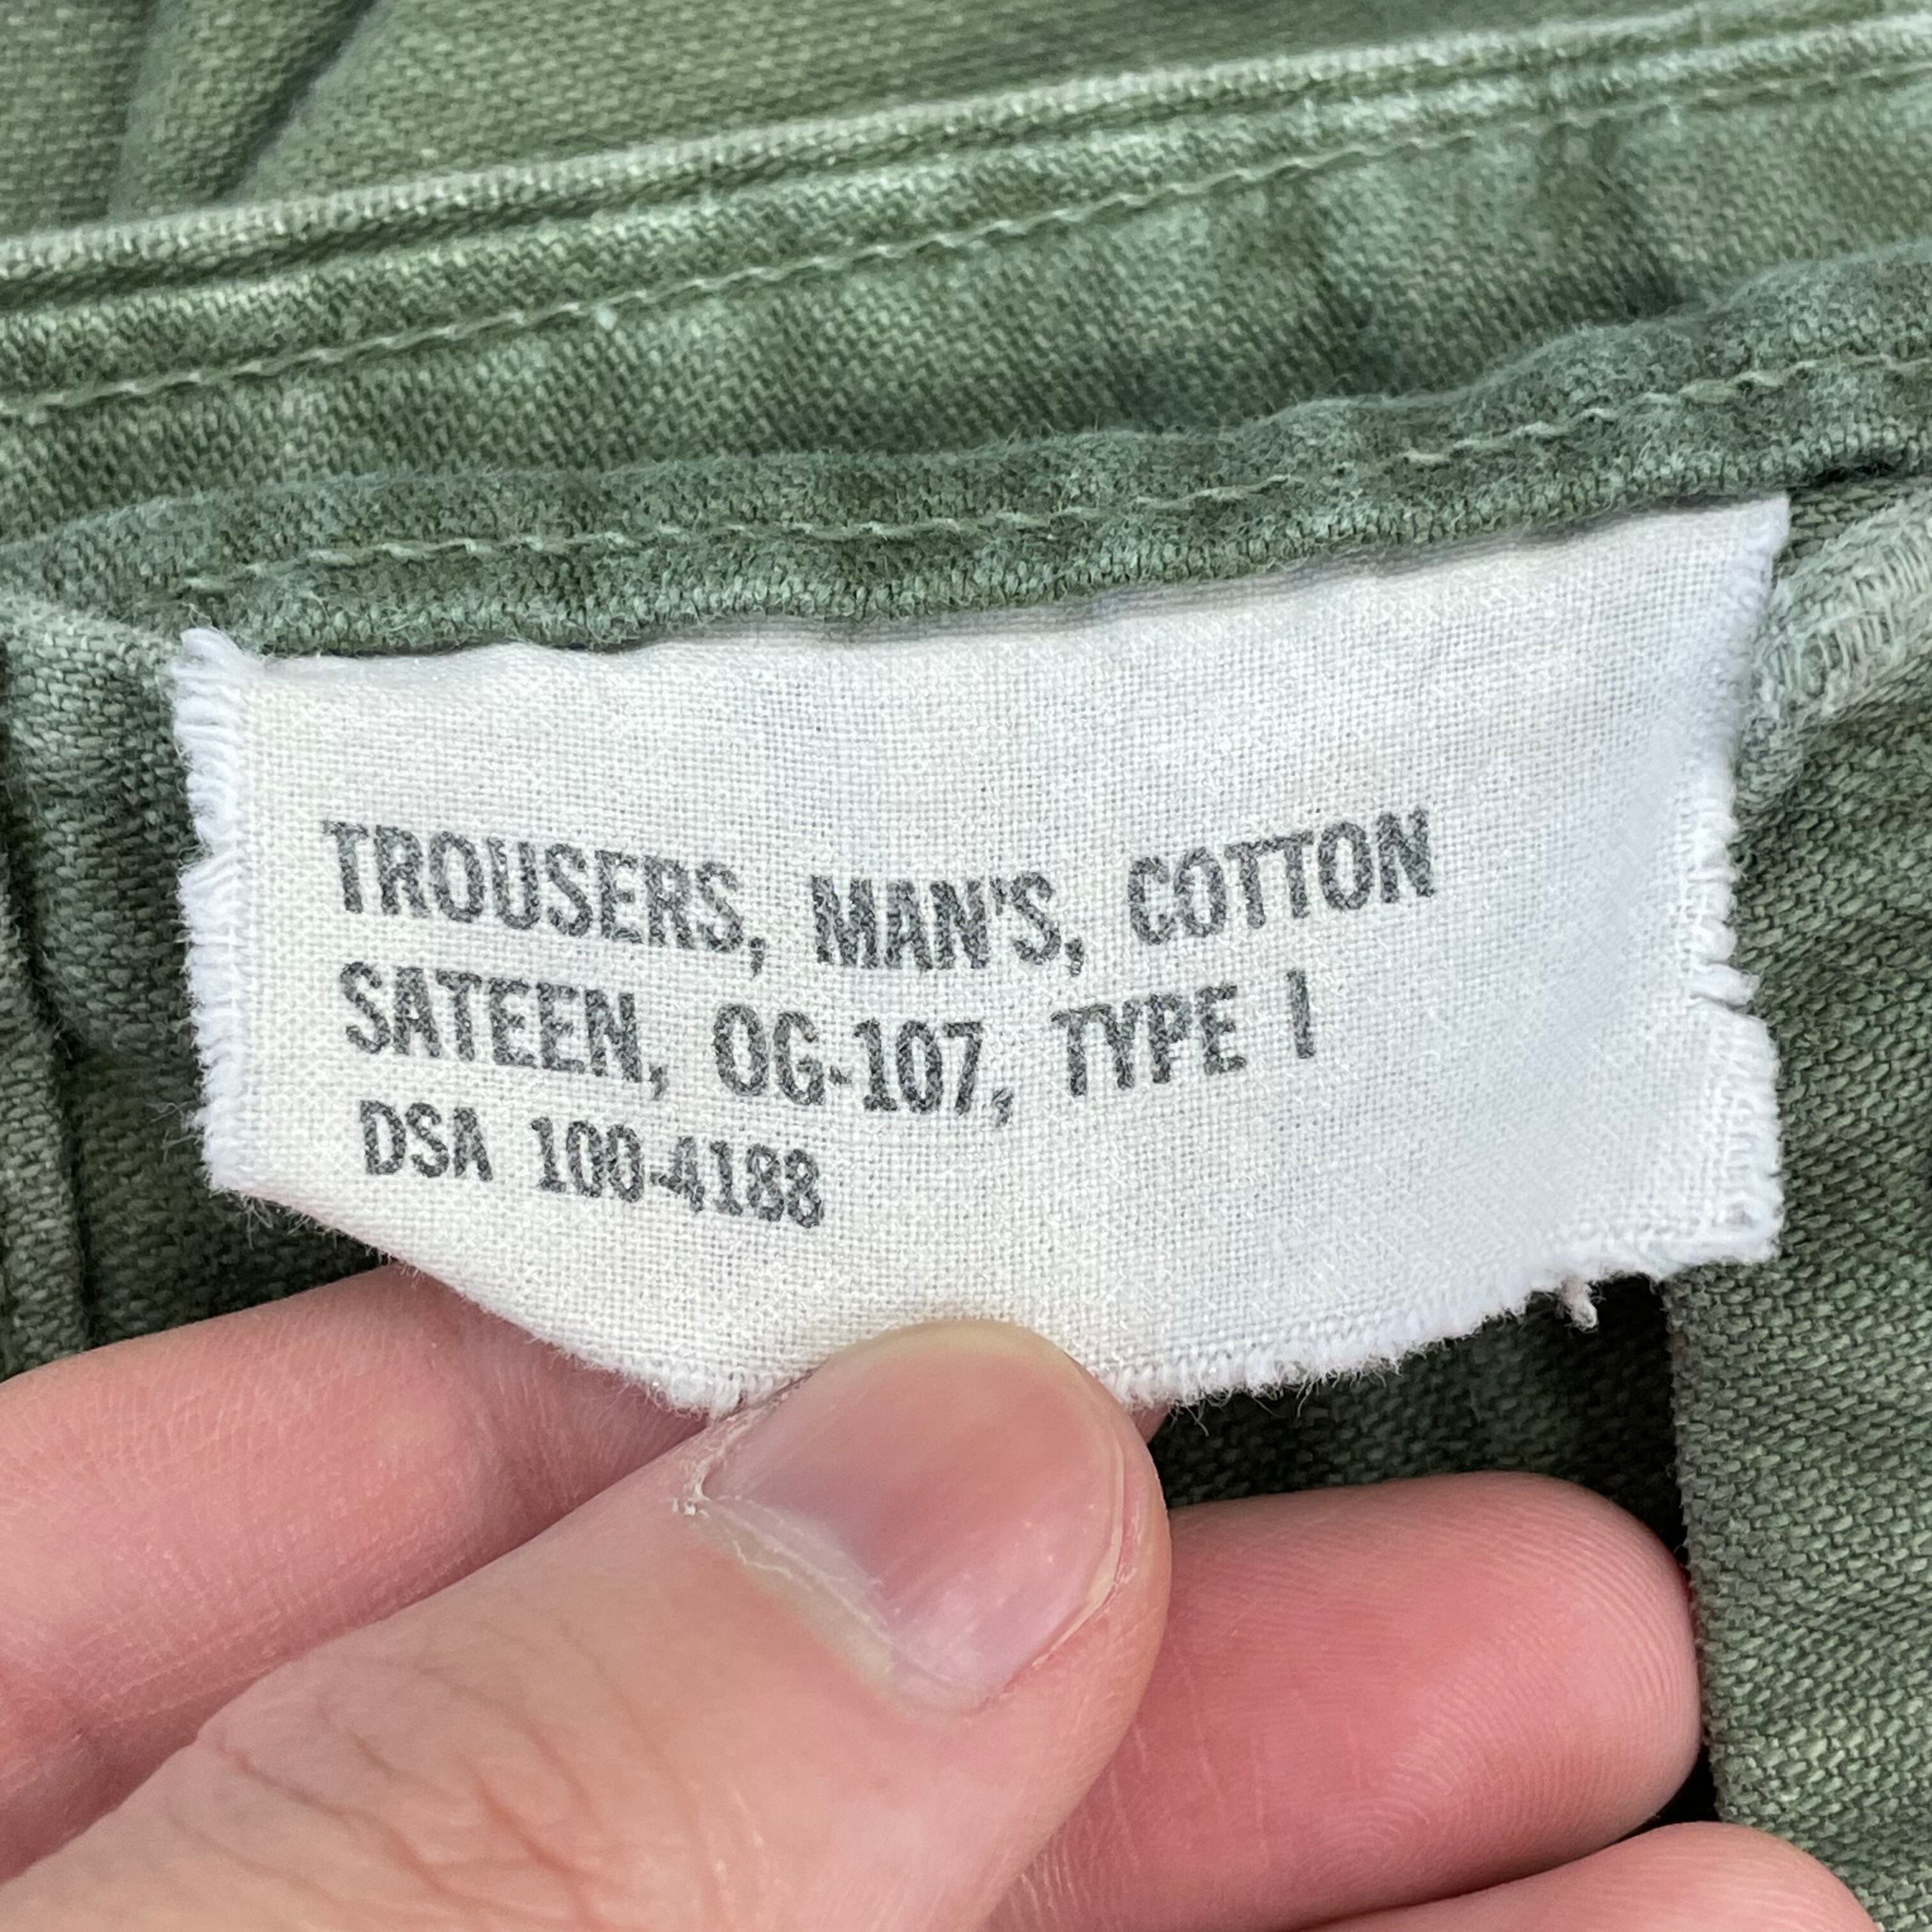 TROUSERS, MAN'S, COTTON
SATEEN, OG-107, TYPE I
DSA 100-4188